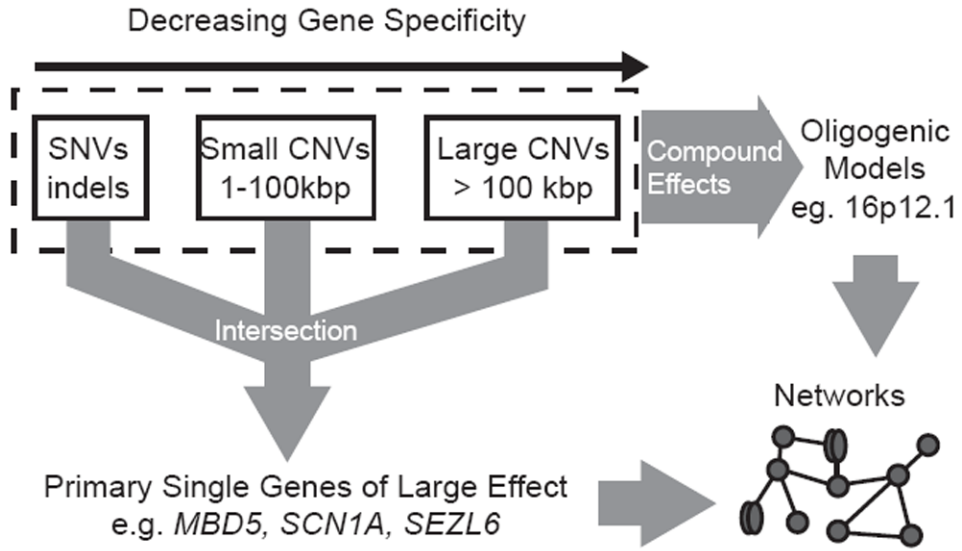 Decreasing Gene Specificity
SNVs
indels
Small CNVs
1-100kbp
Large CNVs
> 100 kbp
Compound
Effects
Oligogenic
Models
eg. 16p12.1
Intersection
Networks
Primary Single Genes of Large Effect
e.g. MBD5, SCN1A, SEZL6